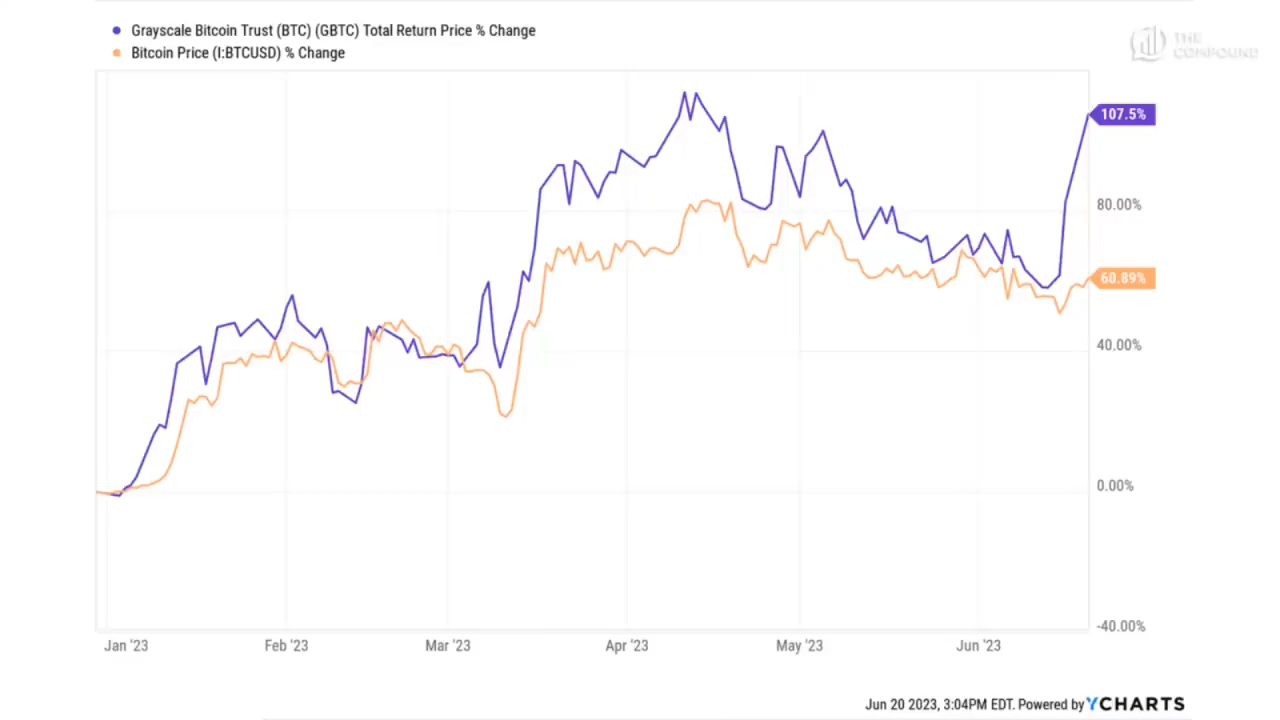 Grayscale Bitcoin Trust (BTC) (GBTC) Total Return Price % Change
Bitcoin Price (I:BTCUSD) % Change
THE
COMPOUND
107.5%
80.00%
60.89%
40.00%
0.00%
-40.00%
Jan '23 Feb '23 Mar '23 Apr '23 May '23 Jun '23
Jun 20 2023, 3:04PM EDT. Powered by YCHARTS